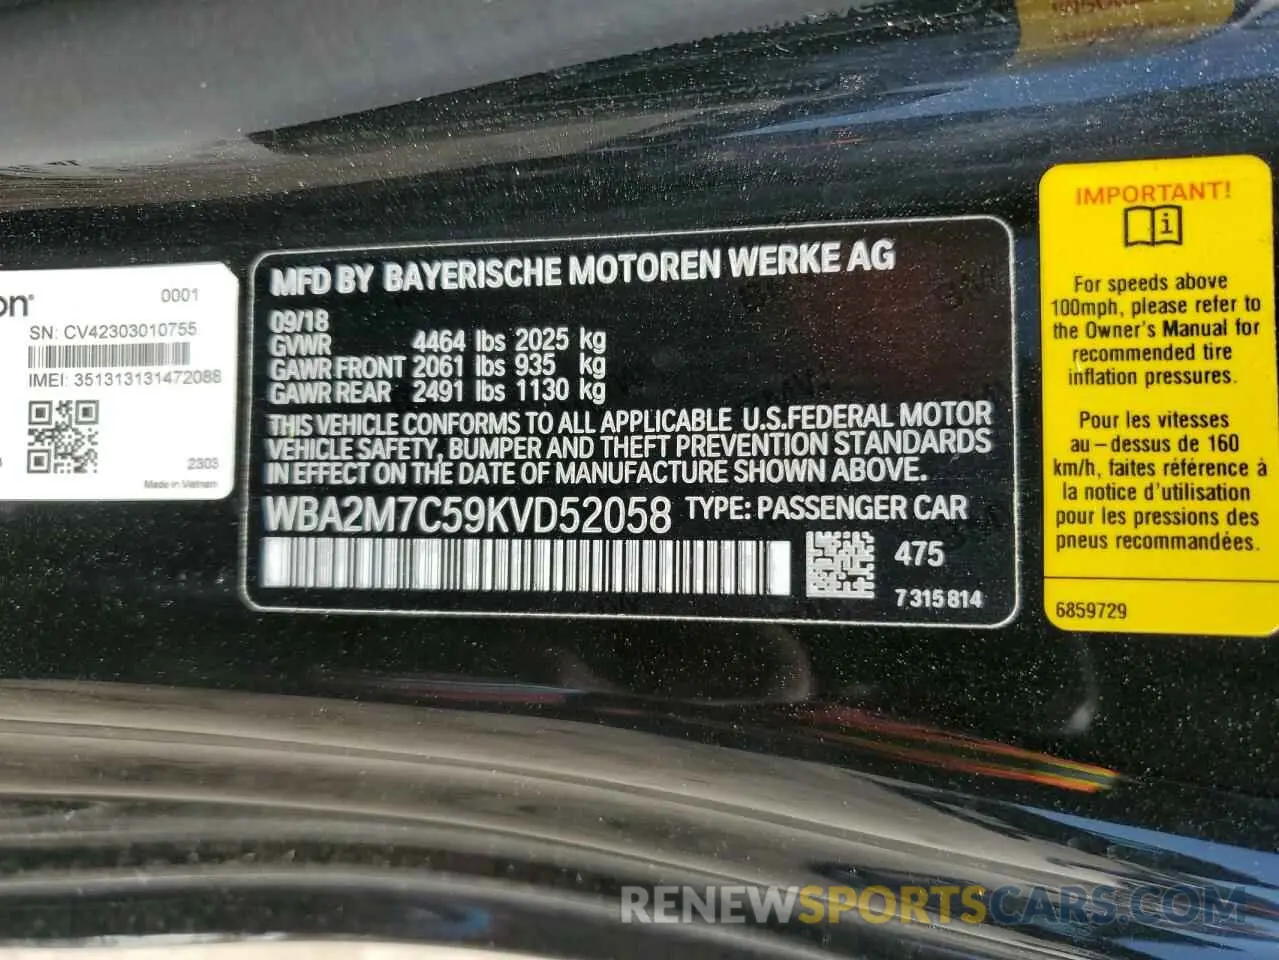 on
0001
SN: CV42303010755
IMEI: 351313131472088
2303
Made in Vietnam
MFD BY BAYERISCHE MOTOREN WERKE AG
09/18
GVWR 4464 lbs 2025 kg
GAWR FRONT 2061 lbs 935 kg
GAWR REAR 2491 lbs 1130 kg
THIS VEHICLE CONFORMS TO ALL APPLICABLE U.S.FEDERAL MOTOR
VEHICLE SAFETY, BUMPER AND THEFT PREVENTION STANDARDS
IN EFFECT ON THE DATE OF MANUFACTURE SHOWN ABOVE.
WBA2M7C59KVD52058 TYPE: PASSENGER CAR
475
7315814
IMPORTANT!
i
For speeds above
100mph, please refer to
the Owner's Manual for
recommended tire
inflation pressures.
Pour les vitesses
au-dessus de 160
km/h, faites référence à
la notice d'utilisation
pour les pressions des
pneus recommandées.
6859729
RENEWSPORTSCARS.COM